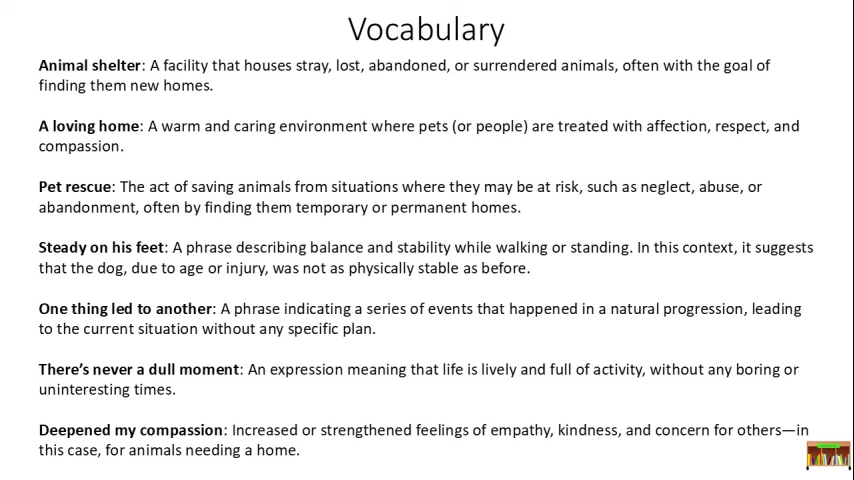 Vocabulary
Animal shelter: A facility that houses stray, lost, abandoned, or surrendered animals, often with the goal of
finding them new homes.
A loving home: A warm and caring environment where pets (or people) are treated with affection, respect, and
compassion.
Pet rescue: The act of saving animals from situations where they may be at risk, such as neglect, abuse, or
abandonment, often by finding them temporary or permanent homes.
Steady on his feet: A phrase describing balance and stability while walking or standing. In this context, it suggests
that the dog, due to age or injury, was not as physically stable as before.
One thing led to another: A phrase indicating a series of events that happened in a natural progression, leading
to the current situation without any specific plan.
There’s never a dull moment: An expression meaning that life is lively and full of activity, without any boring or
uninteresting times.
Deepened my compassion: Increased or strengthened feelings of empathy, kindness, and concern for others—in
this case, for animals needing a home.